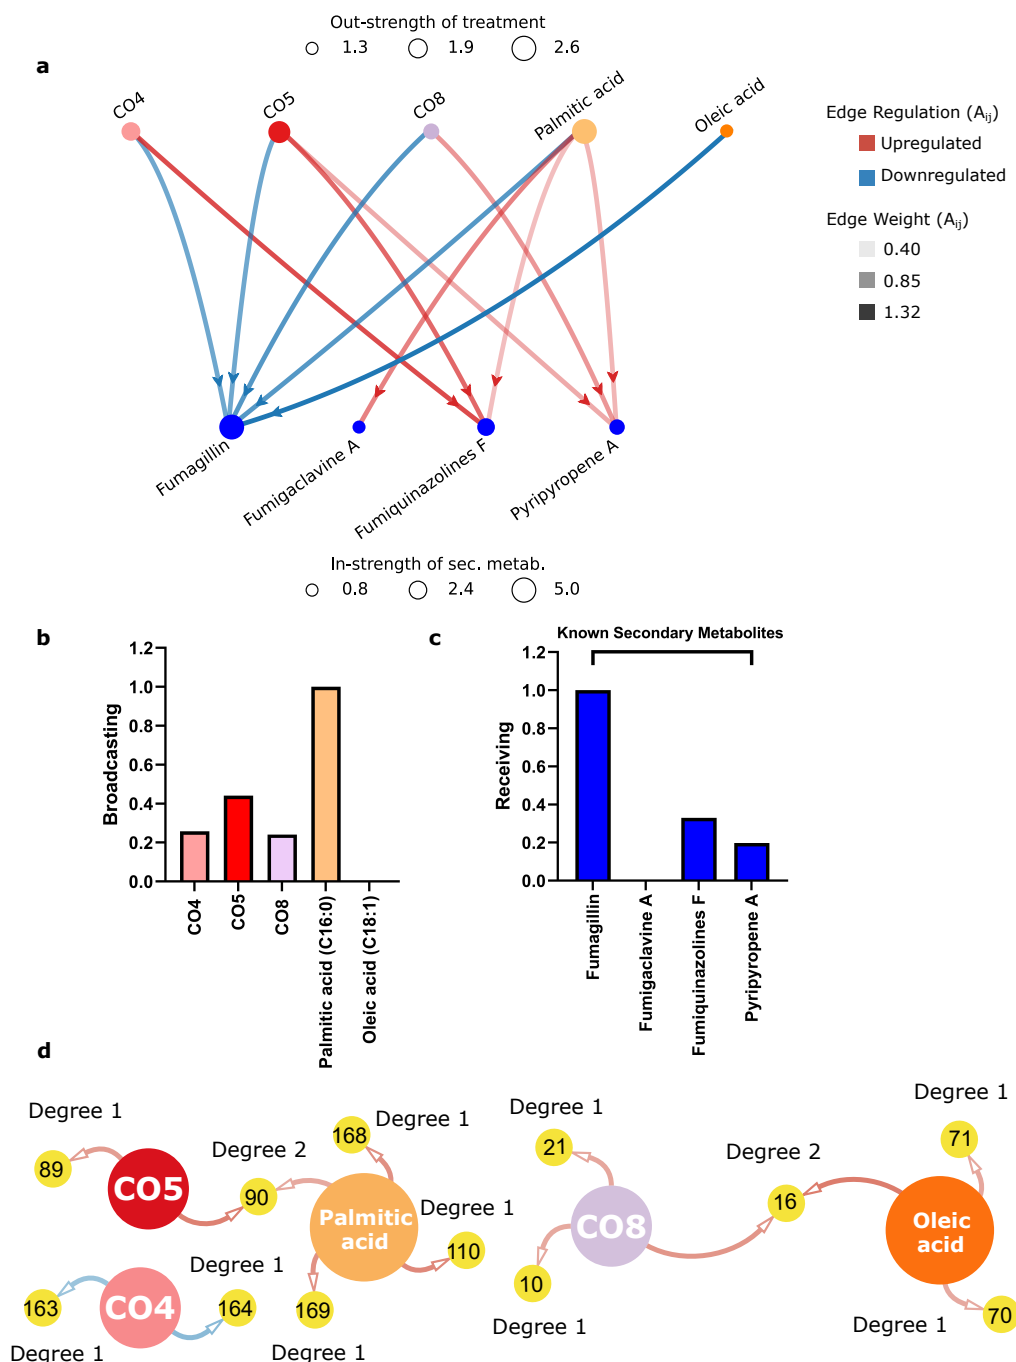 Out-strength of treatment
1.3 1.9 2.6
a
CO4
CO5
CO8
Palmitic acid
Oleic acid
Edge Regulation (Aij)
Upregulated
Downregulated
Edge Weight (Aij)
0.40
0.85
1.32
Fumagillin
Fumigaclavine A
Fumiquinazolines F
Pyripyropene A
In-strength of sec. metab.
0.8 2.4 5.0
b
Broadcasting
1.2
1.0
0.8
0.6
0.4
0.2
0.0
CO4
CO5
CO8
Palmitic acid (C16:0)
Oleic acid (C18:1)
c
Known Secondary Metabolites
Receiving
1.2
1.0
0.8
0.6
0.4
0.2
0.0
Fumagillin
Fumigaclavine A
Fumiquinazolines F
Pyripyropene A
d
Degree 1
89
CO5
Degree 2
90
168
Degree 1
Palmitic
acid
Degree 1
110
169
Degree 1
163
Degree 1
CO4
Degree 1
164
Degree 1
21
CO8
10
Degree 1
Degree 2
16
Degree 1
71
Oleic
acid
Degree 1
70